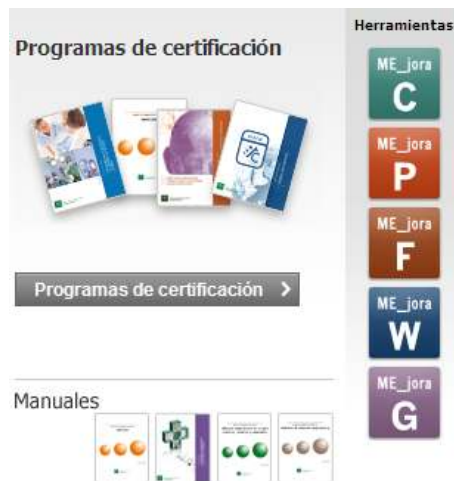 Programas de certificación
Programas de certificación
Manuales
Herramientas
ME_jora
C
ME_jora
P
ME_jora
F
ME_jora
W
ME_jora
G